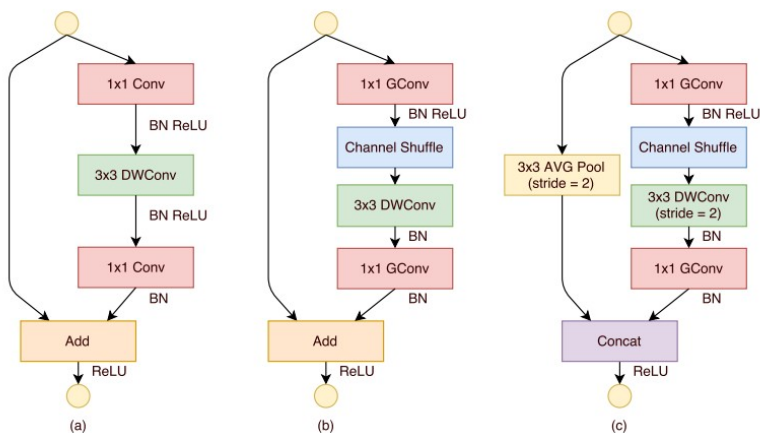 1x1 Conv
BN ReLU
3x3 DWConv
BN ReLU
1x1 Conv
BN
Add
ReLU
(a)
1x1 GConv
BN ReLU
Channel Shuffle
3x3 DWConv
BN
1x1 GConv
BN
Add
ReLU
(b)
3x3 AVG Pool
(stride = 2)
1x1 GConv
BN ReLU
Channel Shuffle
3x3 DWConv
(stride = 2)
BN
1x1 GConv
BN
Concat
ReLU
(c)